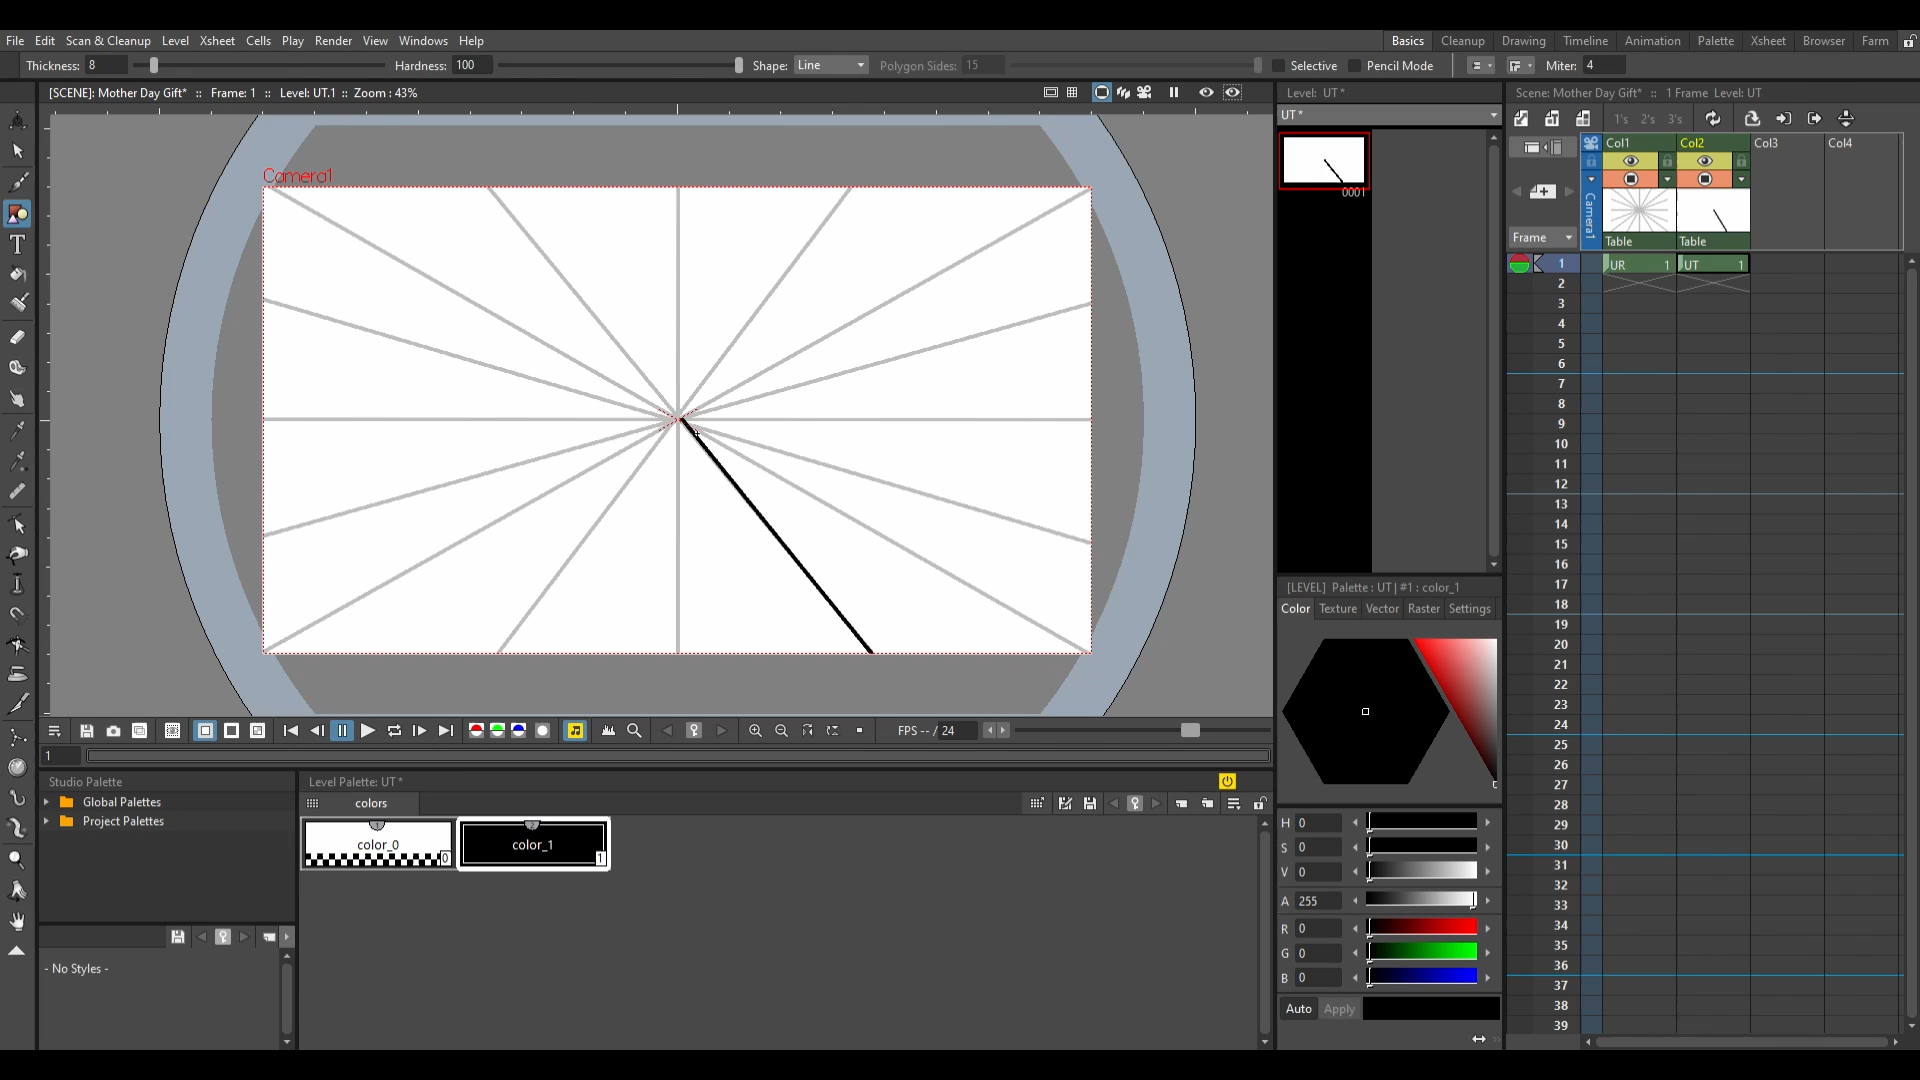 File Edit Scan & Cleanup Level Xsheet Cells Play Render View Windows Help
Basics Cleanup Drawing Timeline Animation Palette Xsheet Browser Farm
Thickness: 8 Hardness: 100 Shape: Line Polygon Sides: 15 Selective Pencil Mode Miter: 4
[SCENE]: Mother Day Gift* :: Frame: 1 :: Level: UT.1 :: Zoom : 43%
Camera1
FPS -- / 24
1
Studio Palette
Global Palettes
Project Palettes
- No Styles -
Level Palette: UT *
colors
color_0
0
color_1
1
Level: UT *
UT *
0001
[LEVEL] Palette : UT | #1 : color_1
Color Texture Vector Raster Settings
H 0
S 0
V 0
A 255
R 0
G 0
B 0
Auto Apply
Scene: Mother Day Gift* :: 1 Frame Level: UT
1's 2's 3's
Col1 Col2 Col3 Col4
Camera1
Frame
Table Table
1 UR 1 UT 1
2
3
4
5
6
7
8
9
10
11
12
13
14
15
16
17
18
19
20
21
22
23
24
25
26
27
28
29
30
31
32
33
34
35
36
37
38
39